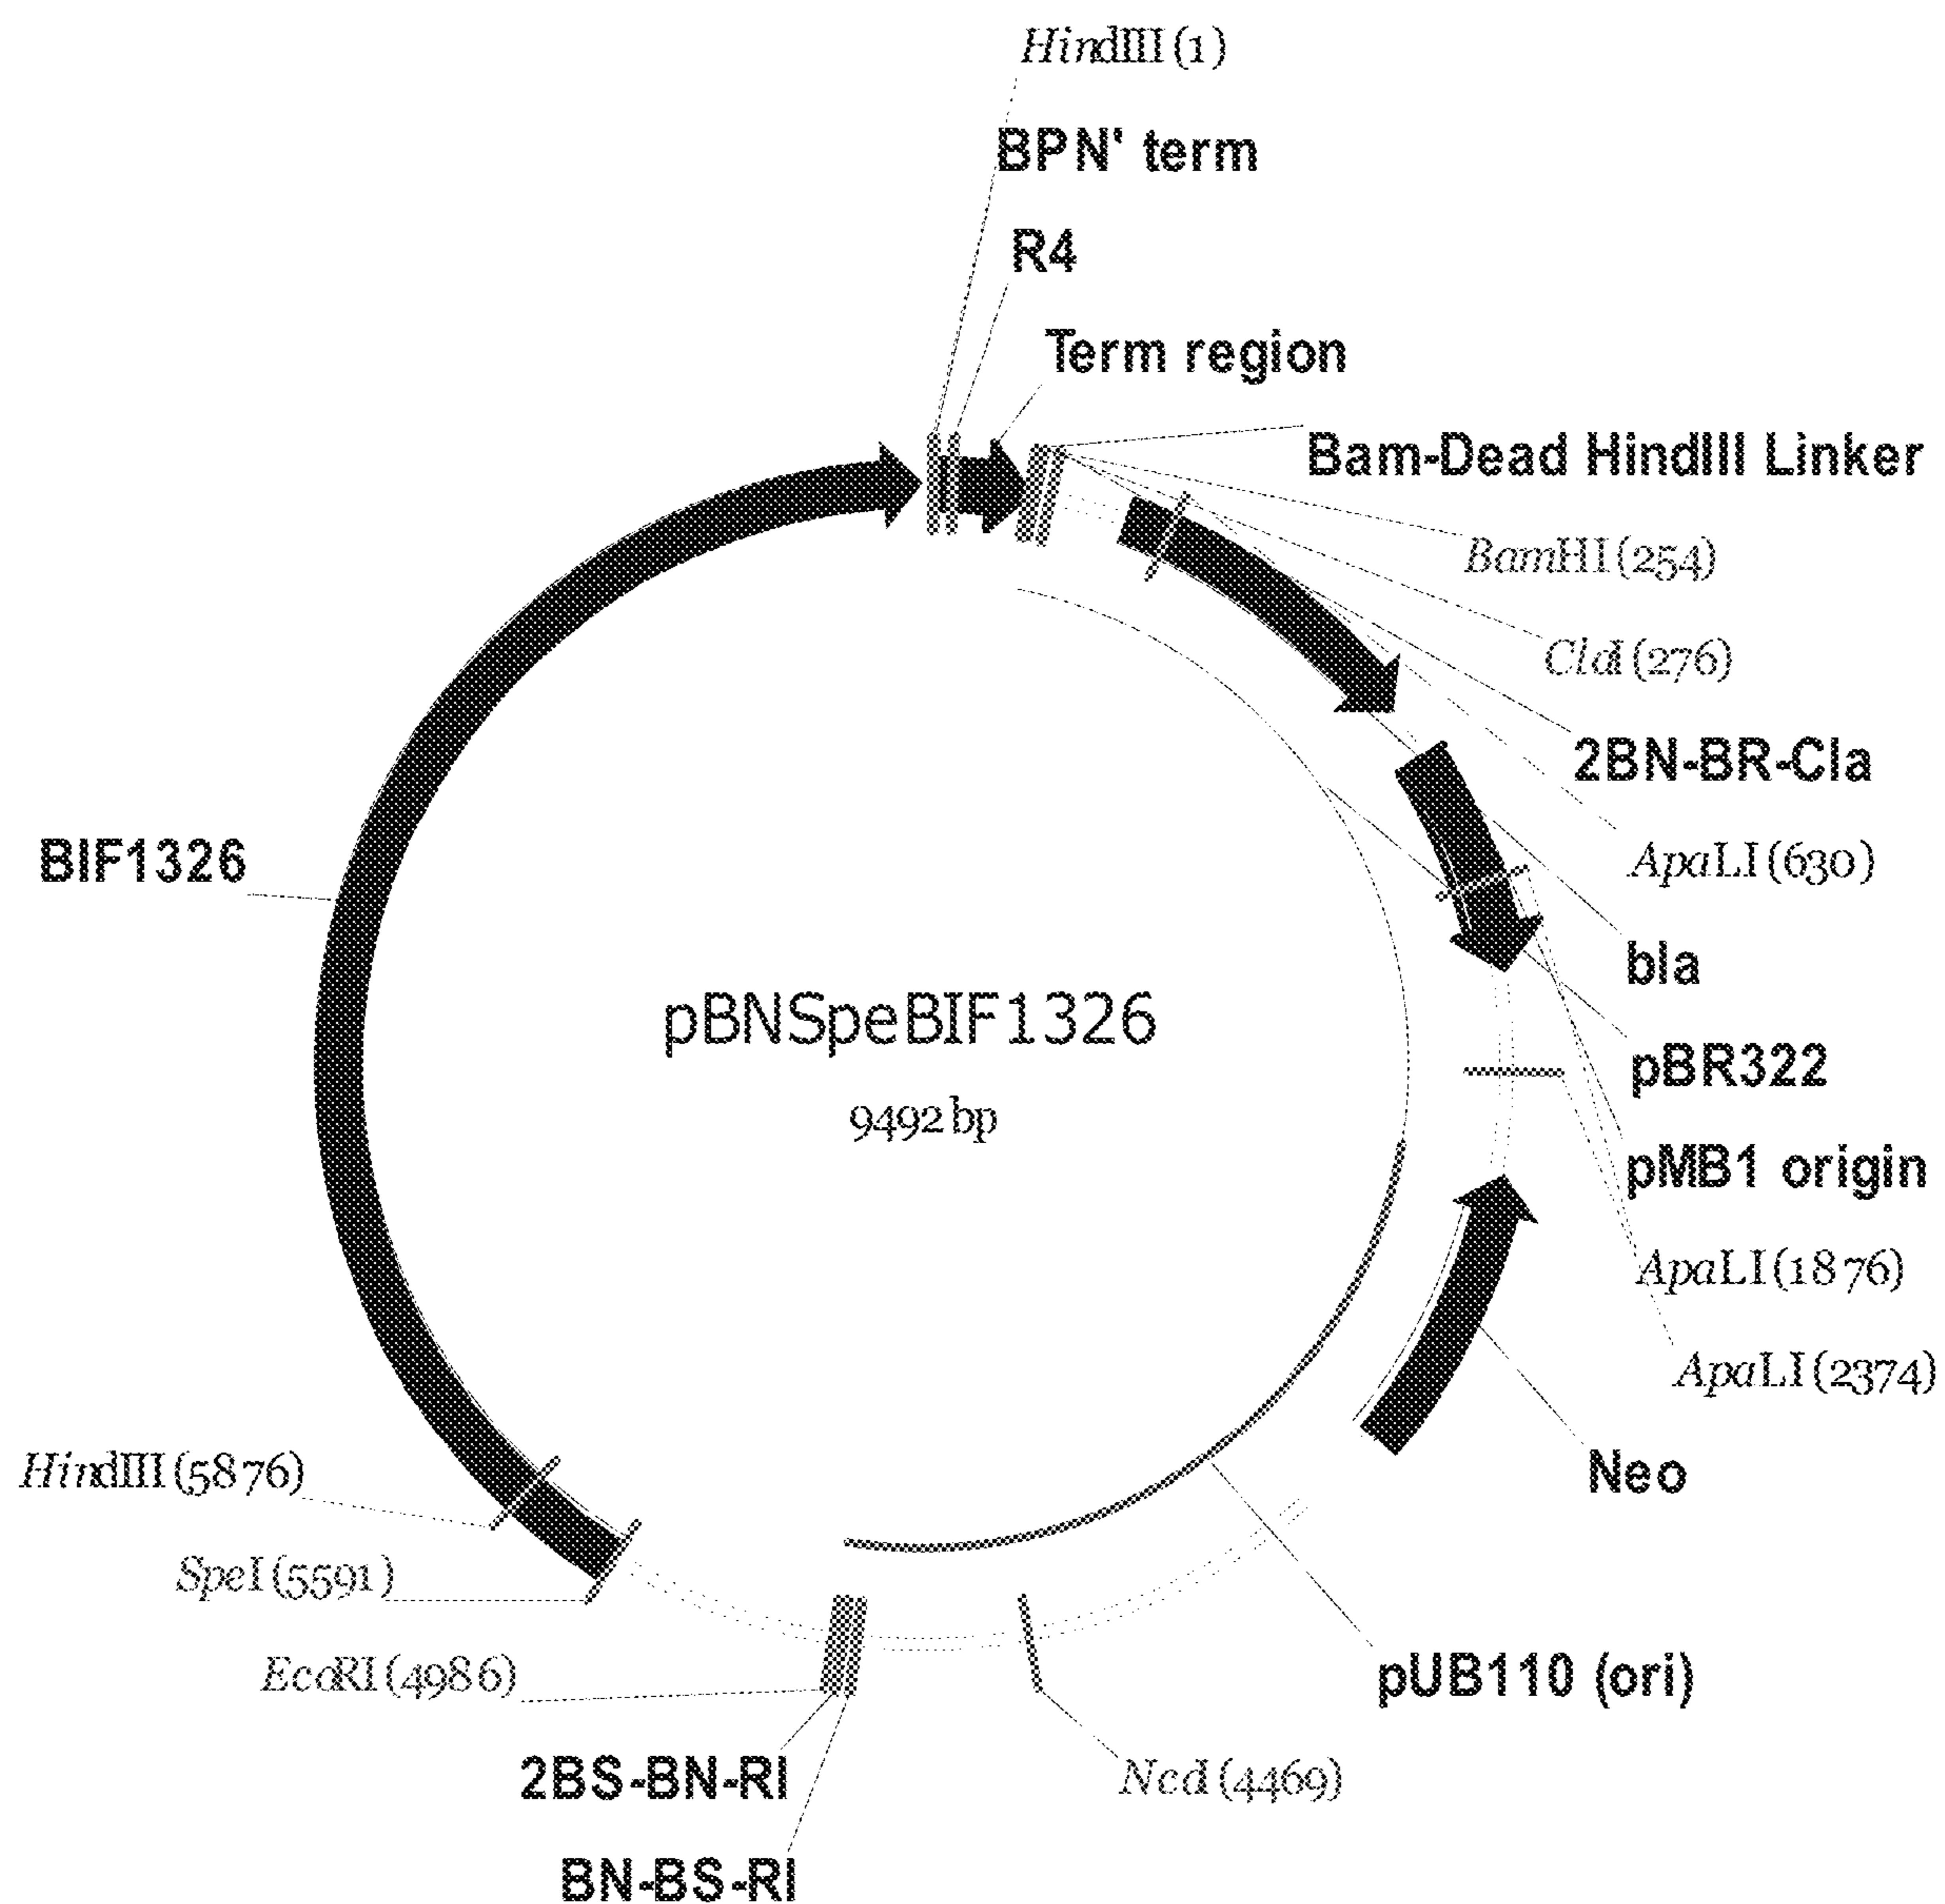 HindIII (1)
BPN' term
R4
Term region
Bam-Dead HindIII Linker
BamHI (254)
ClaI (276)
2BN-BR-Cla
ApaLI (630)
BIF1326
bla
pBNSpeBIF1326
9492 bp
pBR322
pMB1 origin
ApaLI (1876)
ApaLI (2374)
Neo
HindIII (5876)
SpeI (5591)
EcoRI (4986)
pUB110 (ori)
2BS-BN-RI
NcoI (4469)
BN-BS-RI